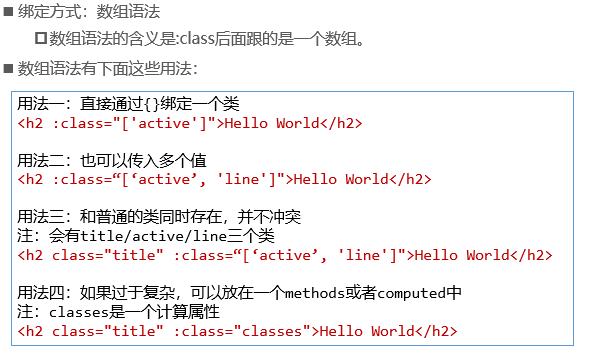 绑定方式：数组语法
数组语法的含义是:class后面跟的是一个数组。
数组语法有下面这些用法：
用法一：直接通过{}绑定一个类
<h2 :class="['active']">Hello World</h2>
用法二：也可以传入多个值
<h2 :class=“[‘active’, 'line']">Hello World</h2>
用法三：和普通的类同时存在，并不冲突
注：会有title/active/line三个类
<h2 class="title" :class=“[‘active’, 'line']">Hello World</h2>
用法四：如果过于复杂，可以放在一个methods或者computed中
注：classes是一个计算属性
<h2 class="title" :class="classes">Hello World</h2>